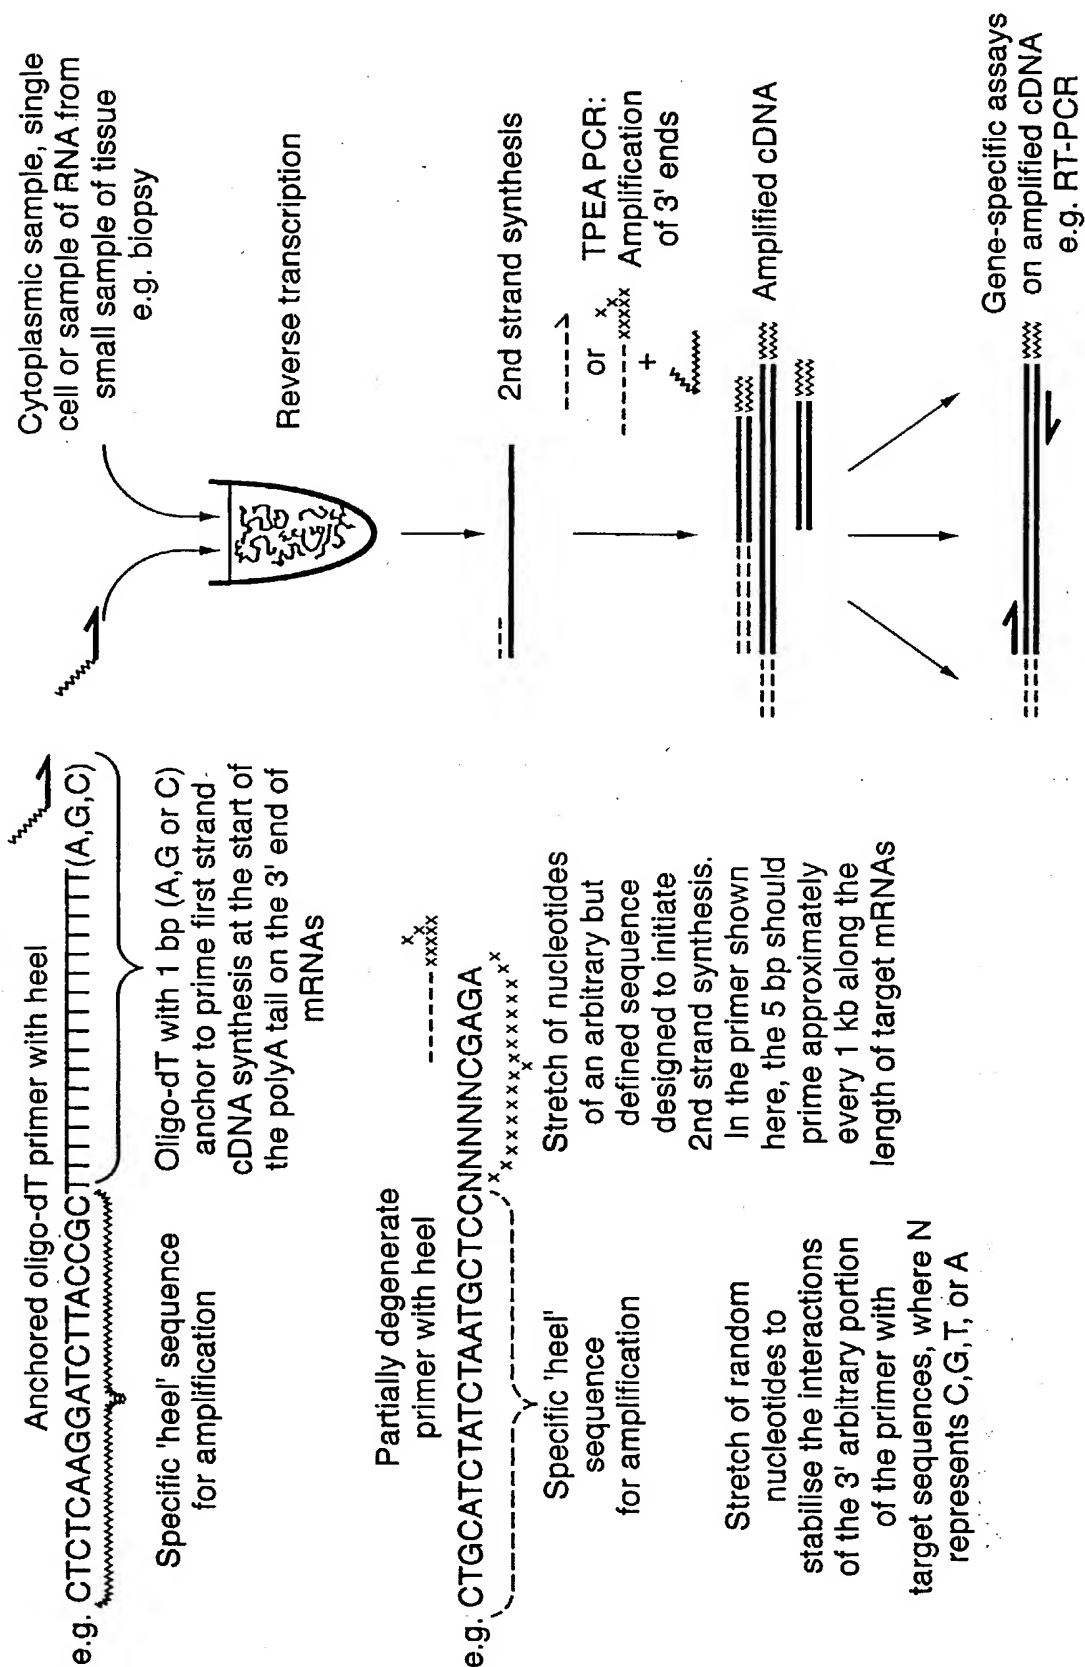 Anchored oligo-dT primer with heel
e.g. CTCTCAAGGATCTTACCGCTTTTTTTTTTTTTTTTTT(A,G,C)
Specific 'heel' sequence
for amplification
Oligo-dT with 1 bp (A,G or C)
anchor to prime first strand
cDNA synthesis at the start of
the polyA tail on the 3' end of
mRNAs
Partially degenerate
primer with heel
x
x
xxxxx
e.g. CTGCATCTATCTAATGCTCCNNNNNCGAGA
Specific 'heel'
sequence
for amplification
Stretch of nucleotides
of an arbitrary but
defined sequence
designed to initiate
2nd strand synthesis.
In the primer shown
here, the 5 bp should
prime approximately
every 1 kb along the
length of target mRNAs
Stretch of random
nucleotides to
stabilise the interactions
of the 3' arbitrary portion
of the primer with
target sequences, where N
represents C,G,T, or A
Cytoplasmic sample, single
cell or sample of RNA from
small sample of tissue
e.g. biopsy
Reverse transcription
2nd strand synthesis
or
x
x
xxxxx
+
TPEA PCR:
Amplification
of 3' ends
Amplified cDNA
Gene-specific assays
on amplified cDNA
e.g. RT-PCR